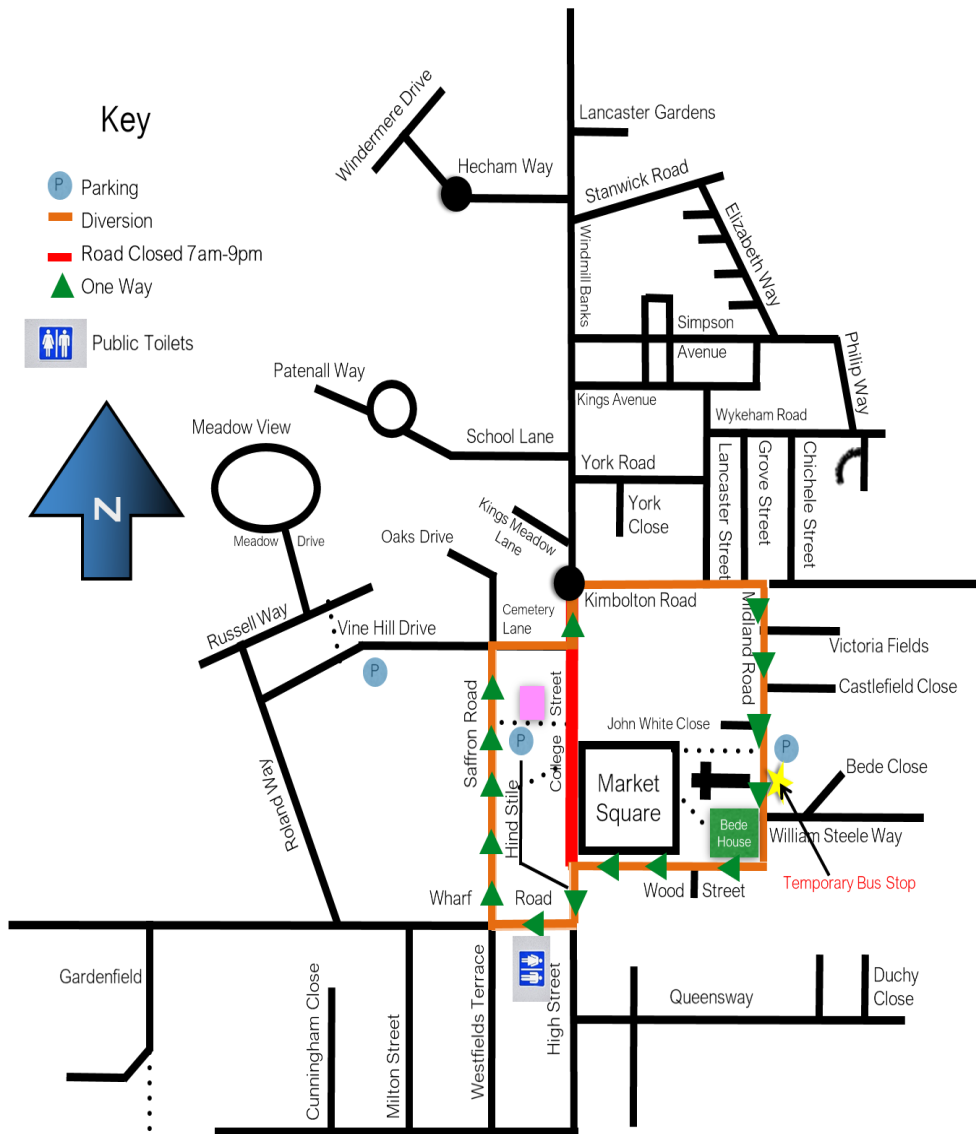 Key
P
Parking
Diversion
Road Closed 7am-9pm
One Way
Public Toilets
N
Windermere Drive
Hecham Way
Lancaster Gardens
Stanwick Road
Elizabeth Way
Windmill Banks
Simpson
Avenue
Philip Way
Kings Avenue
Patenall Way
Meadow View
School Lane
Wykeham Road
York Road
York
Close
Lancaster Street
Grove Street
Chichele Street
Kings Meadow
Lane
Meadow Drive
Oaks Drive
Cemetery
Lane
Kimbolton Road
Russell Way
Vine Hill Drive
P
Midland Road
Victoria Fields
Castlefield Close
Saffron Road
College Street
John White Close
P
P
Bede Close
Roland Way
Hind Stile
Market
Square
Bede
House
William Steele Way
Temporary Bus Stop
Wharf Road
Wood Street
Gardenfield
Cunningham Close
Milton Street
Westfields Terrace
High Street
Queensway
Duchy
Close